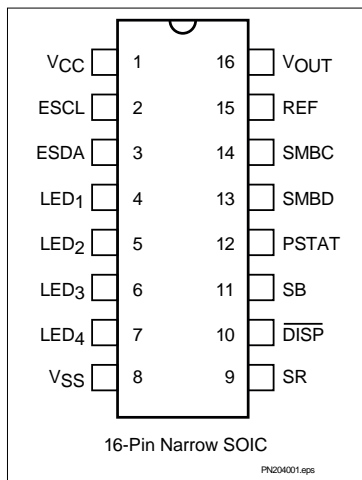 VCC 1 16 VOUT
ESCL 2 15 REF
ESDA 3 14 SMBC
LED1 4 13 SMBD
LED2 5 12 PSTAT
LED3 6 11 SB
LED4 7 10 DISP
VSS 8 9 SR
16-Pin Narrow SOIC
PN204001.eps